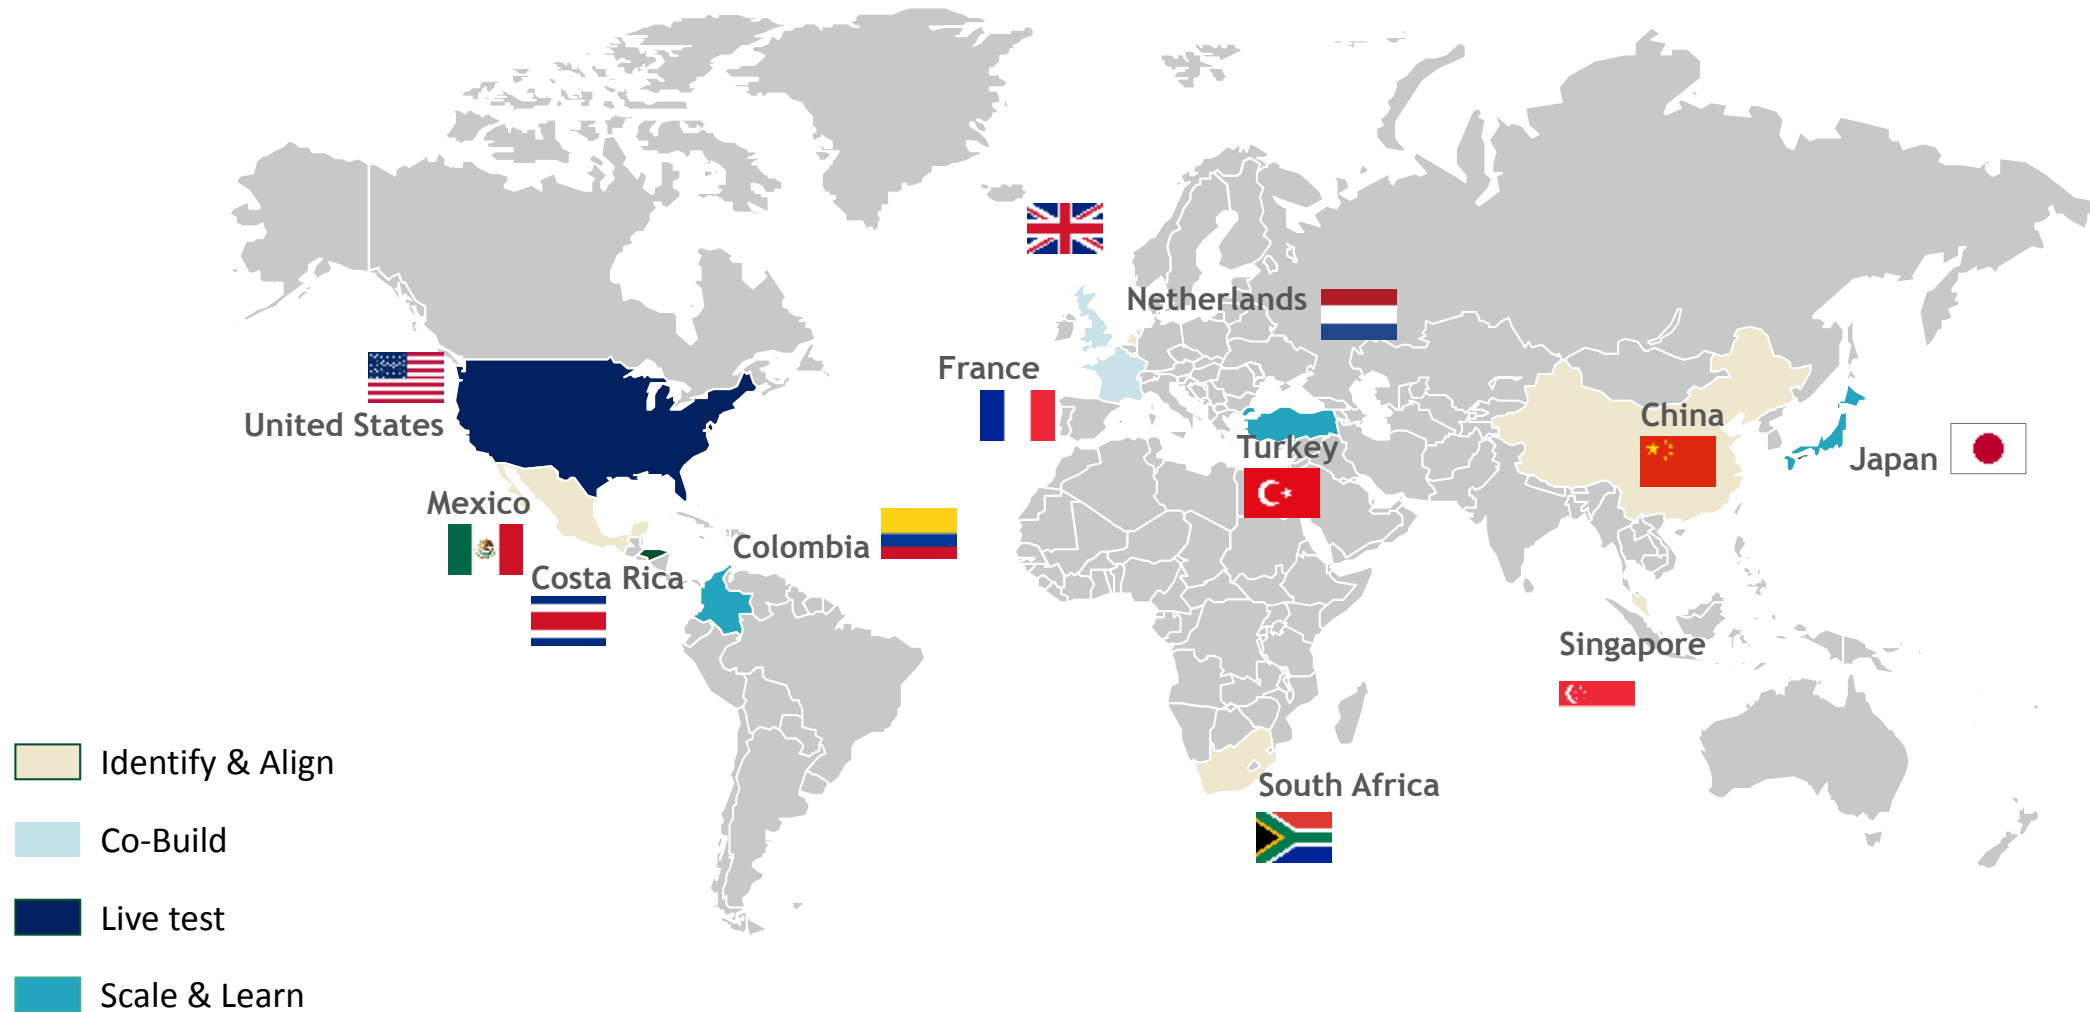 Netherlands
France
United States
China
Turkey
Japan
Mexico
Colombia
Costa Rica
Singapore
South Africa
Identify & Align
Co-Build
Live test
Scale & Learn